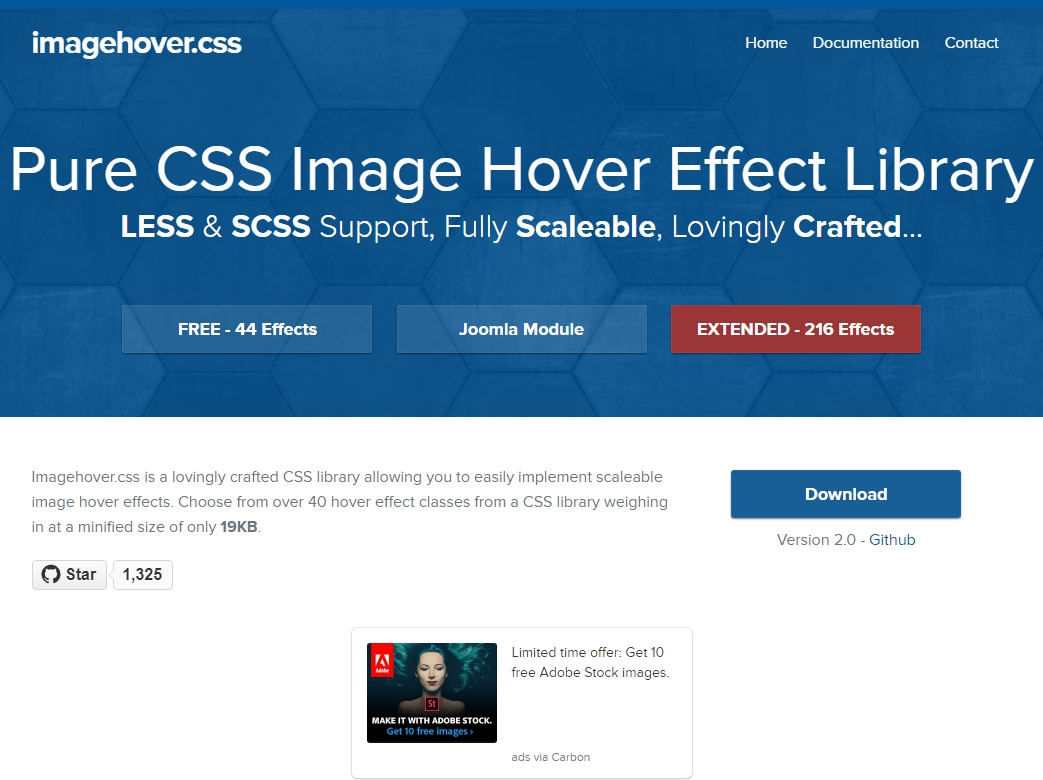 imagehover.css
Home Documentation Contact
Pure CSS Image Hover Effect Library
LESS & SCSS Support, Fully Scaleable, Lovingly Crafted...
FREE - 44 Effects
Joomla Module
EXTENDED - 216 Effects
Imagehover.css is a lovingly crafted CSS library allowing you to easily implement scaleable
image hover effects. Choose from over 40 hover effect classes from a CSS library weighing
in at a minified size of only 19KB.
Download
Version 2.0 - Github
Star 1,325
Adobe
St
MAKE IT WITH ADOBE STOCK.
Get 10 free images ›
Limited time offer: Get 10
free Adobe Stock images.
ads via Carbon